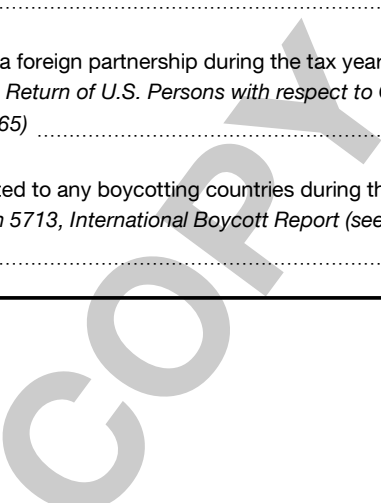 a foreign partnership during the tax year
Return of U.S. Persons with respect to
65)
ted to any boycotting countries during th
5713, International Boycott Report (see
COPY